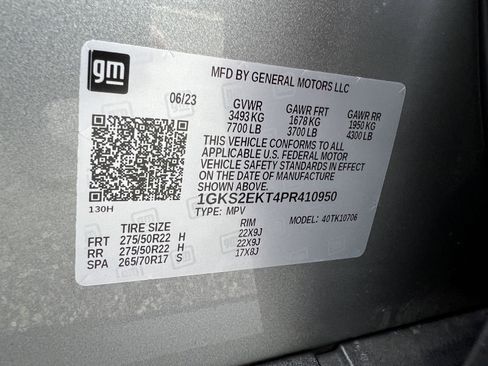 gm
MFD BY GENERAL MOTORS LLC
06/23 GVWR GAWR FRT GAWR RR
3493 KG 1678 KG 1950 KG
7700 LB 3700 LB 4300 LB
THIS VEHICLE CONFORMS TO ALL
APPLICABLE U.S. FEDERAL MOTOR
VEHICLE SAFETY STANDARDS IN EFFECT
ON THE DATE OF MANUFACTURE
SHOWN ABOVE.
1GKS2EKT4PR410950
130H TYPE: MPV MODEL: 40TK10706
TIRE SIZE RIM
FRT 275/50R22 H 22X9J
RR 275/50R22 H 22X9J
SPA 265/70R17 S 17X8J